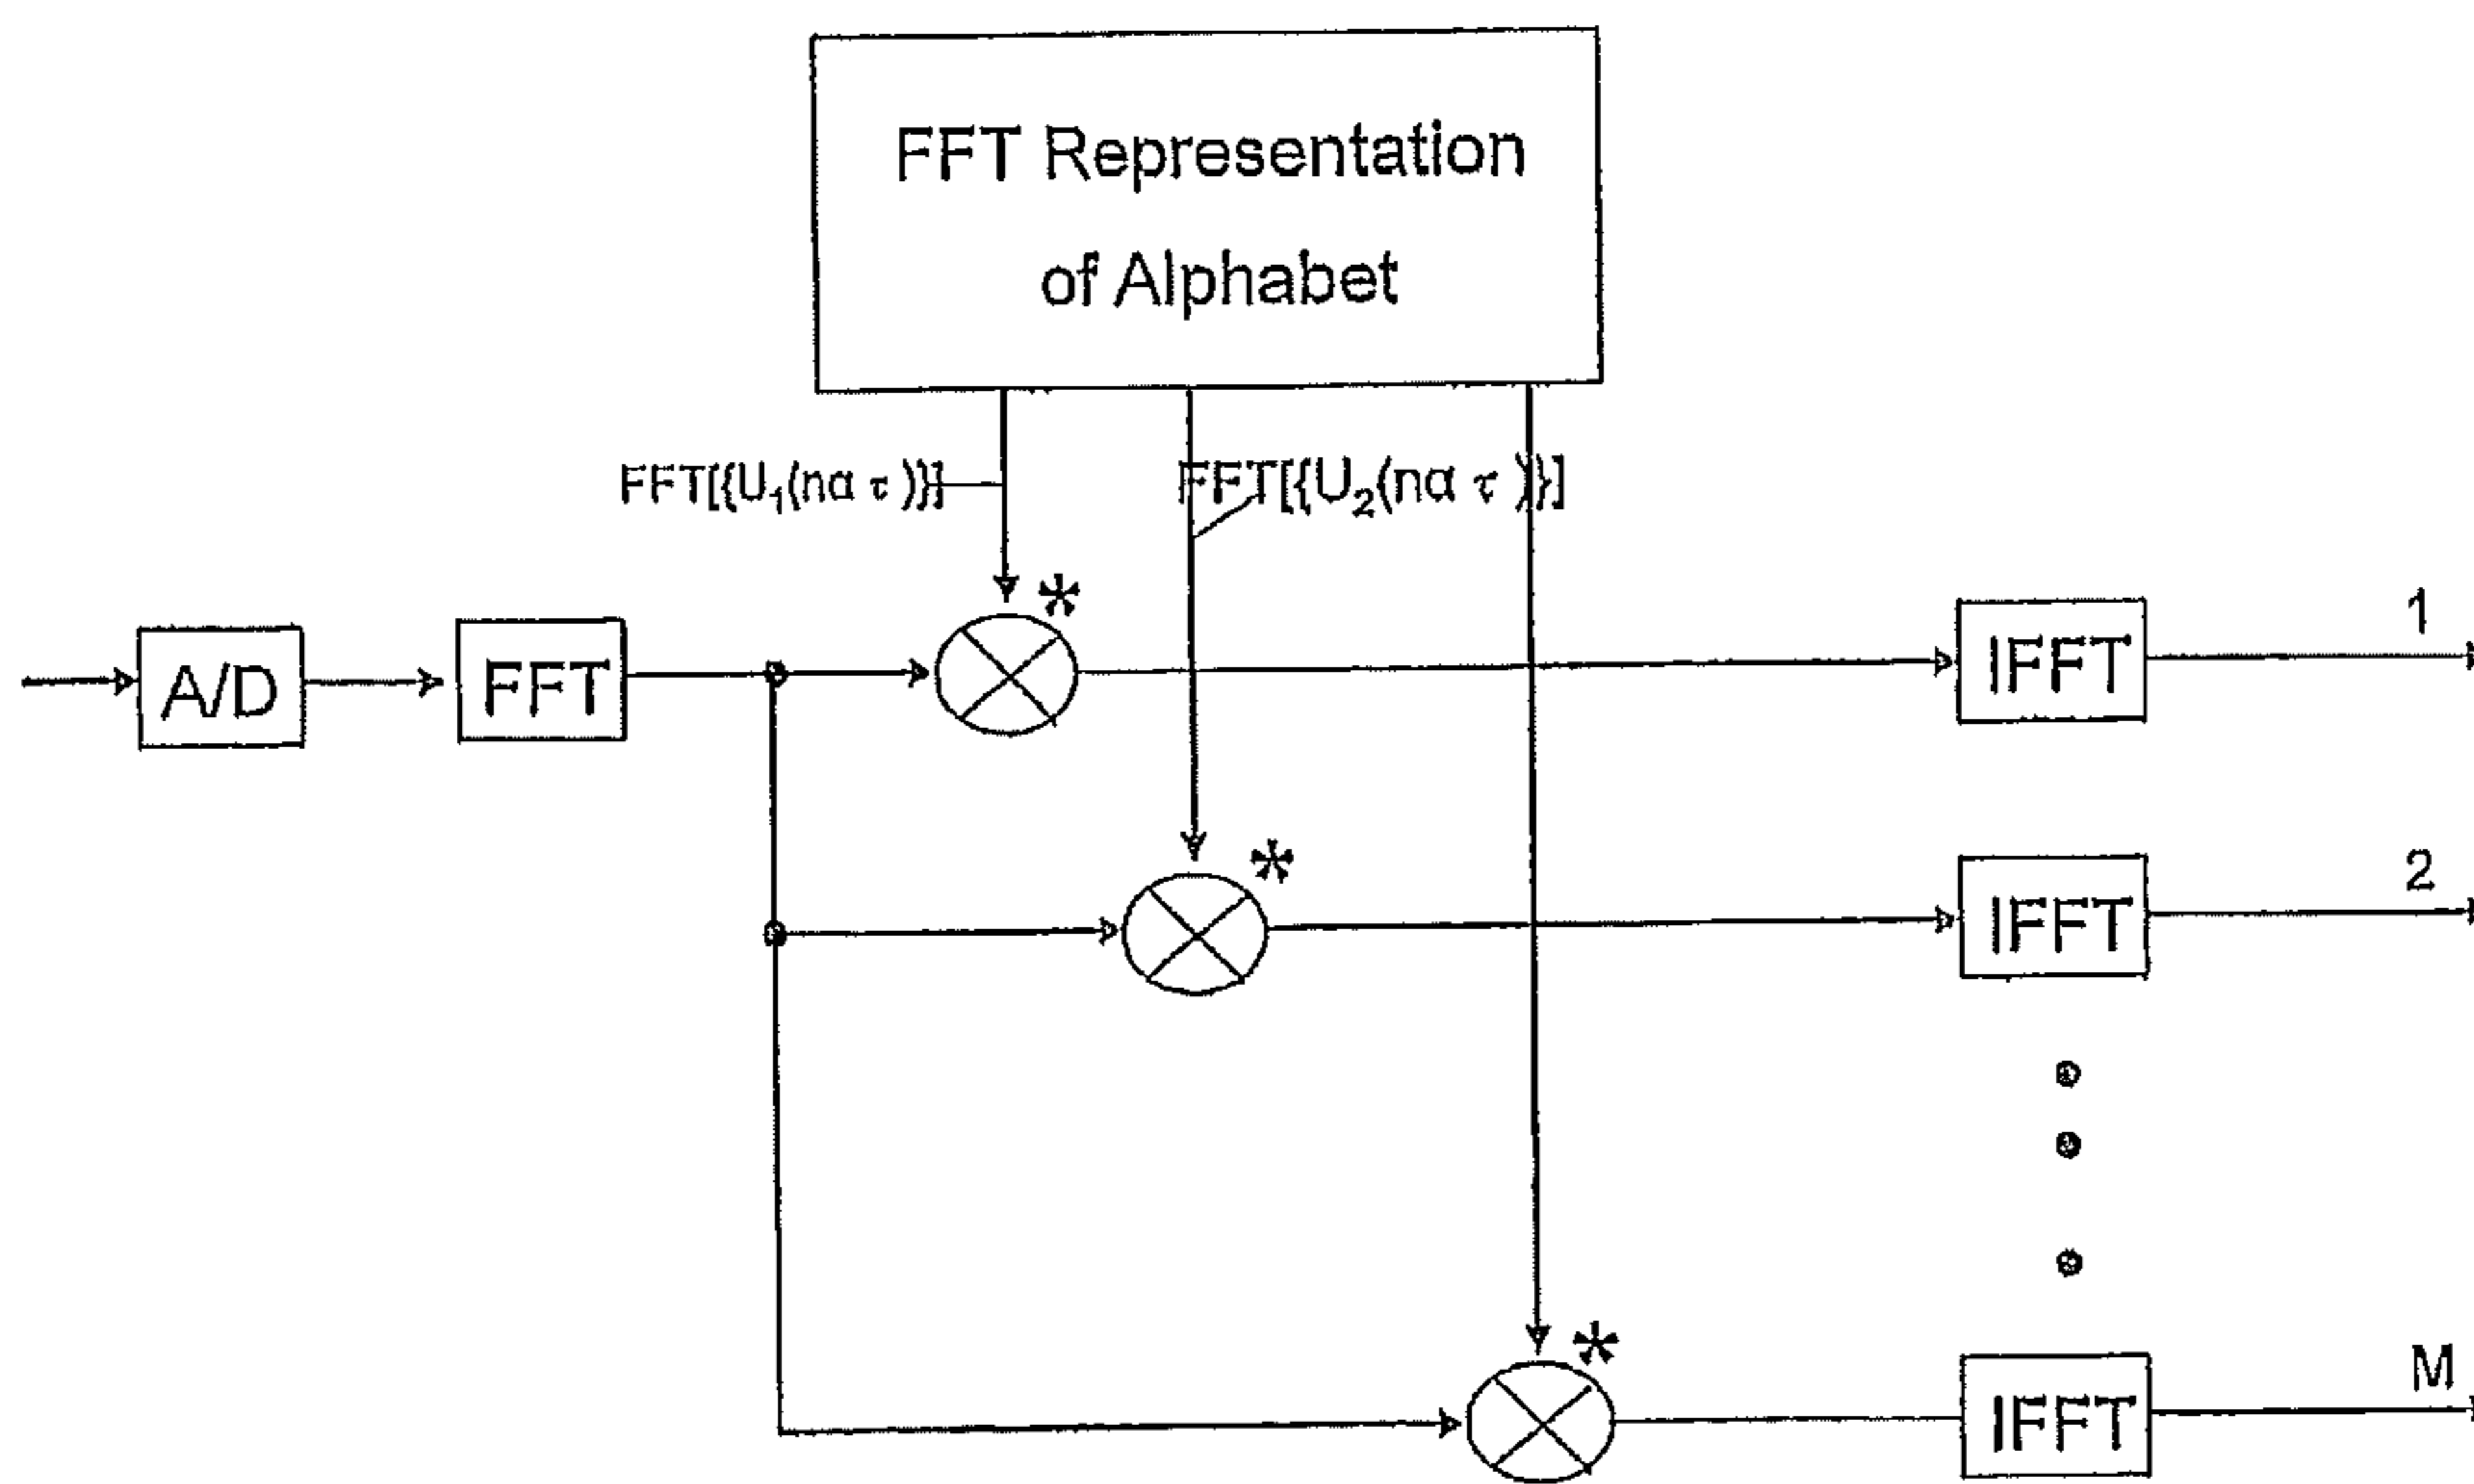 FFT Representation
of Alphabet
FFT[{U₁(nα τ )}]
FFT[{U₂(nα τ )}]
*
A/D
FFT
IFFT
1
*
IFFT
2
*
IFFT
M